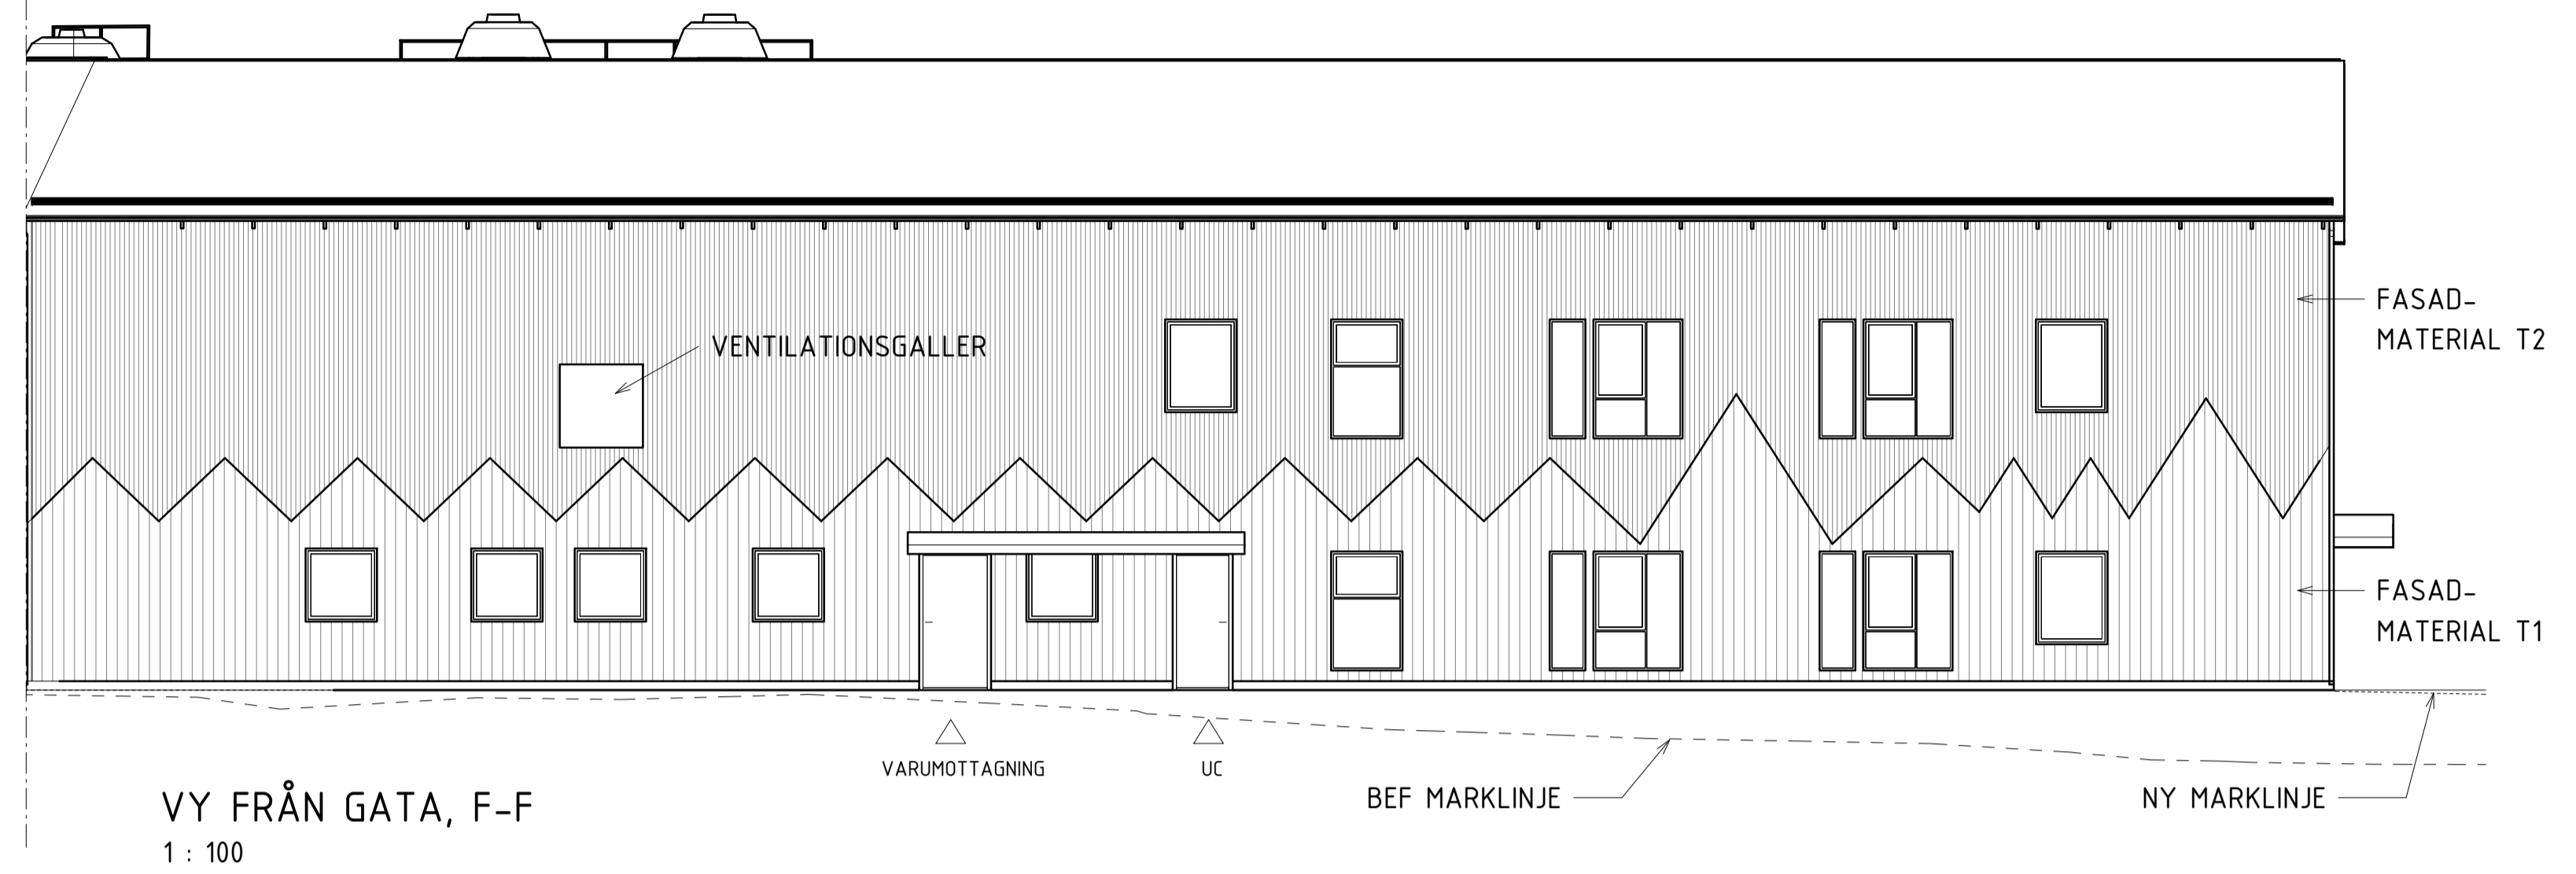 FASAD-
MATERIAL T2
VENTILATIONSGALLER
FASAD-
MATERIAL T1
VARUMOTTAGNING
UC
BEF MARKLINJE
NY MARKLINJE
VY FRÅN GATA, F-F
1 : 100